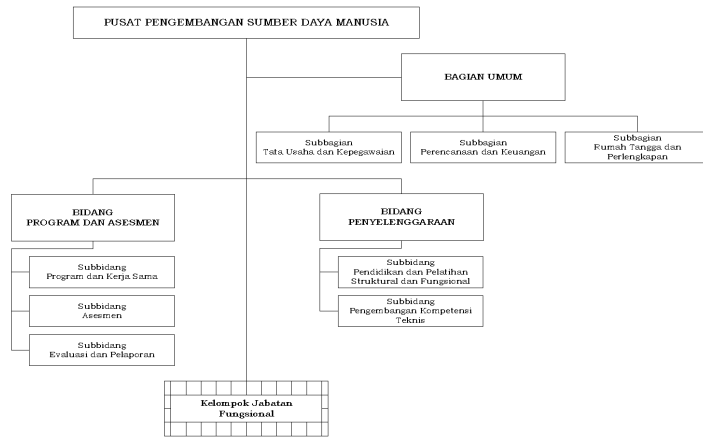 PUSAT PENGEMBANGAN SUMBER DAYA MANUSIA
BAGIAN UMUM
Subbagian
Tata Usaha dan Kepegawaian
Subbagian
Perencanaan dan Keuangan
Subbagian
Rumah Tangga dan
Perlengkapan
BIDANG
PROGRAM DAN ASESMEN
Subbidang
Program dan Kerja Sama
Subbidang
Asesmen
Subbidang
Evaluasi dan Pelaporan
BIDANG
PENYELENGGARAAN
Subbidang
Pendidikan dan Pelatihan
Struktural dan Fungsional
Subbidang
Pengembangan Kompetensi
Teknis
Kelompok Jabatan
Fungsional